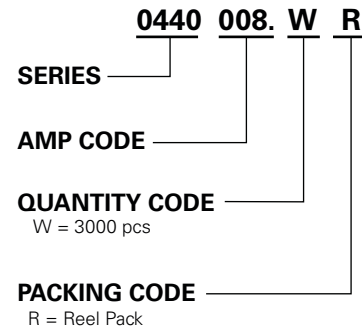 0440 008. W R
SERIES
AMP CODE
QUANTITY CODE
W = 3000 pcs
PACKING CODE
R = Reel Pack